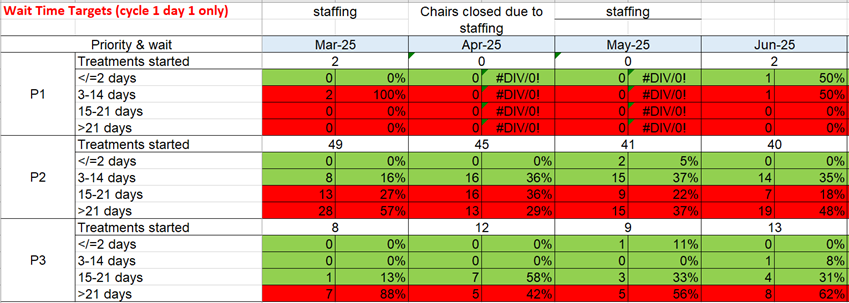 Wait Time Targets (cycle 1 day 1 only) staffing Chairs closed due to staffing
staffing
Priority & wait Mar-25 Apr-25 May-25 Jun-25
Treatments started 2 0 0 2
</=2 days 0 0% 0 #DIV/0! 0 #DIV/0! 1 50%
P1 3-14 days 2 100% 0 #DIV/0! 0 #DIV/0! 1 50%
15-21 days 0 0% 0 #DIV/0! 0 #DIV/0! 0 0%
>21 days 0 0% 0 #DIV/0! 0 #DIV/0! 0 0%
Treatments started 49 45 41 40
</=2 days 0 0% 0 0% 2 5% 0 0%
P2 3-14 days 8 16% 16 36% 15 37% 14 35%
15-21 days 13 27% 16 36% 9 22% 7 18%
>21 days 28 57% 13 29% 15 37% 19 48%
Treatments started 8 12 9 13
</=2 days 0 0% 0 0% 1 11% 0 0%
P3 3-14 days 0 0% 0 0% 0 0% 1 8%
15-21 days 1 13% 7 58% 3 33% 4 31%
>21 days 7 88% 5 42% 5 56% 8 62%